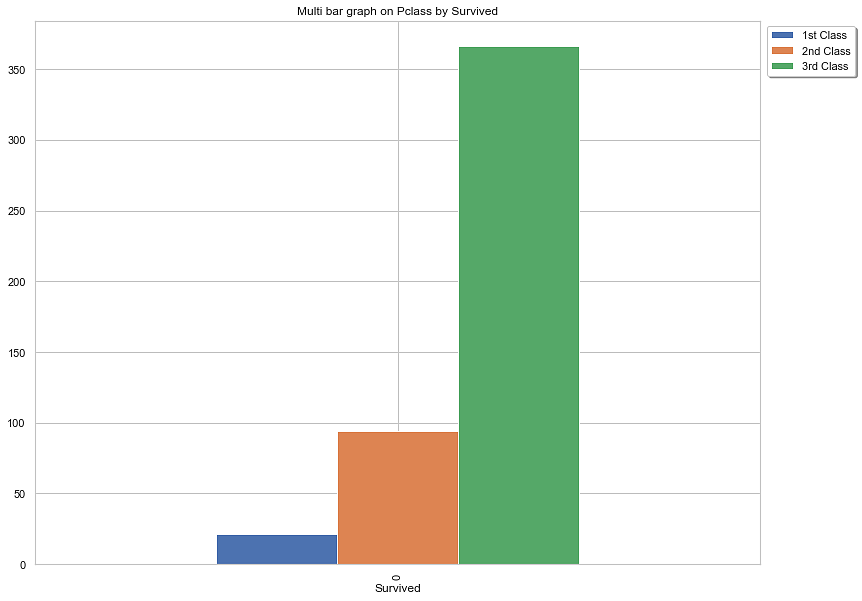 Multi bar graph on Pclass by Survived
1st Class
2nd Class
3rd Class
350
300
250
200
150
100
50
0
0
Survived